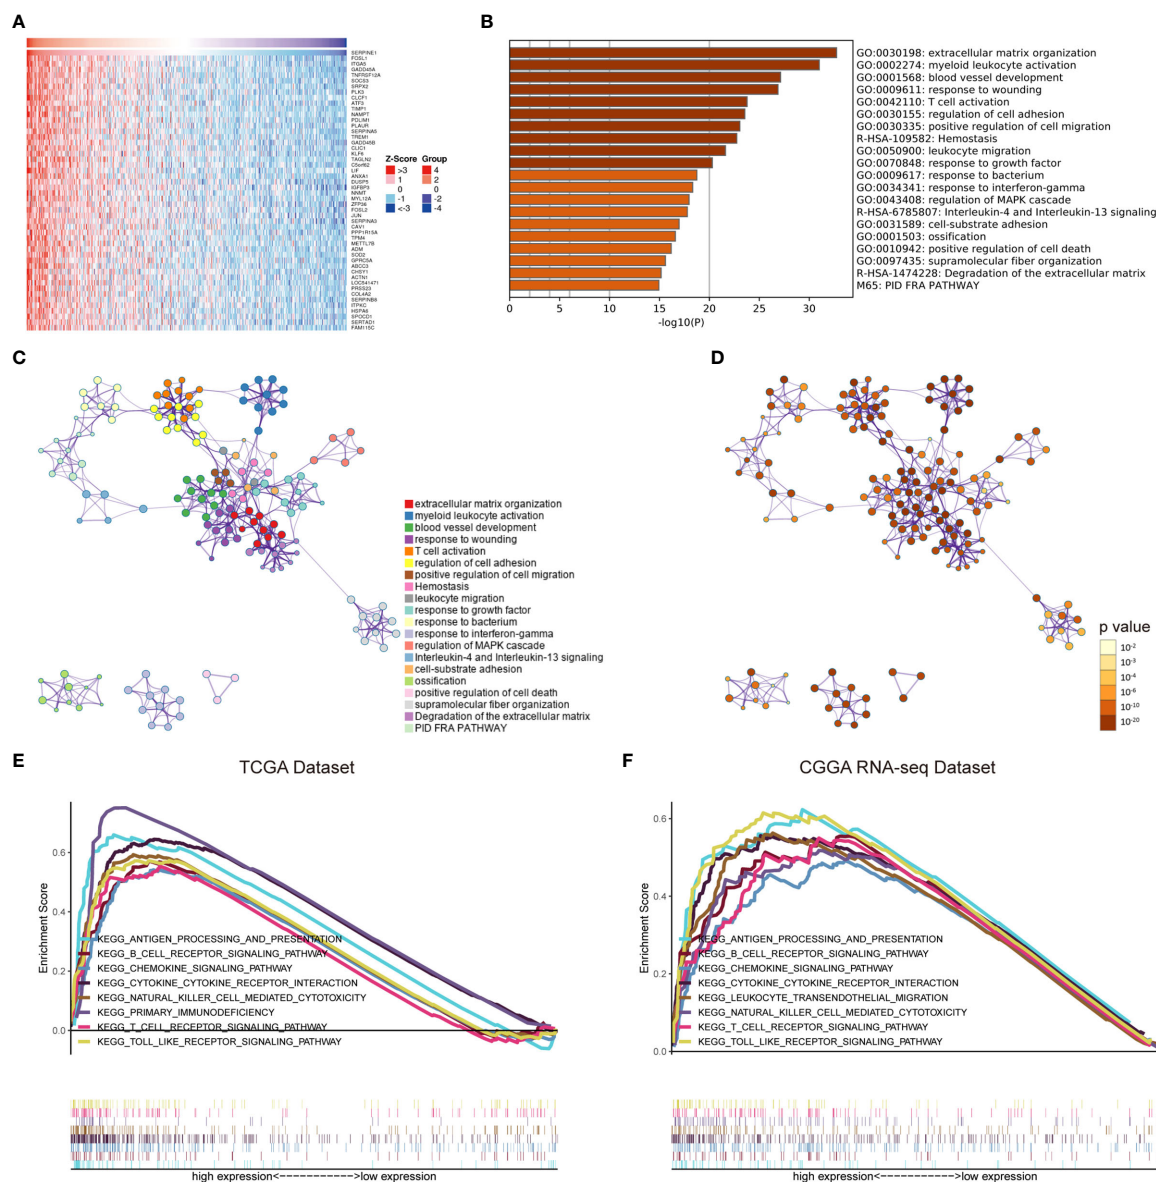 A
SERPINE1
FOSL1
ITGA5
GADD45A
TNFRSF12A
SOCS3
SRPX2
PLK3
CLCF1
ATF3
TIMP1
NAMPT
PDLIM1
PLAUR
SERPINA5
TREM1
GADD45B
CLIC1
KLF6
TAGLN2
C5orf62
LIF
ANXA1
DUSP5
IGFBP3
NNMT
MYL12A
ZFP36
FOSL2
JUN
SERPINA3
CAV1
PPP1R15A
TPM4
METTL7B
ADM
SOD2
GPRC5A
ABCC3
CHSY1
ACTN1
LOC541471
PRSS23
COL4A2
SERPINB8
ITPKC
HSPA6
SPOCD1
SERTAD1
FAM115C
Z-Score Group
>3 4
1 2
0 0
-1 -2
<-3 -4
B
GO:0030198: extracellular matrix organization
GO:0002274: myeloid leukocyte activation
GO:0001568: blood vessel development
GO:0009611: response to wounding
GO:0042110: T cell activation
GO:0030155: regulation of cell adhesion
GO:0030335: positive regulation of cell migration
R-HSA-109582: Hemostasis
GO:0050900: leukocyte migration
GO:0070848: response to growth factor
GO:0009617: response to bacterium
GO:0034341: response to interferon-gamma
GO:0043408: regulation of MAPK cascade
R-HSA-6785807: Interleukin-4 and Interleukin-13 signaling
GO:0031589: cell-substrate adhesion
GO:0001503: ossification
GO:0010942: positive regulation of cell death
GO:0097435: supramolecular fiber organization
R-HSA-1474228: Degradation of the extracellular matrix
M65: PID FRA PATHWAY
0 5 10 15 20 25 30
-log10(P)
C
extracellular matrix organization
myeloid leukocyte activation
blood vessel development
response to wounding
T cell activation
regulation of cell adhesion
positive regulation of cell migration
Hemostasis
leukocyte migration
response to growth factor
response to bacterium
response to interferon-gamma
regulation of MAPK cascade
Interleukin-4 and Interleukin-13 signaling
cell-substrate adhesion
ossification
positive regulation of cell death
supramolecular fiber organization
Degradation of the extracellular matrix
PID FRA PATHWAY
D
p value
10-2
10-3
10-4
10-6
10-10
10-20
E
TCGA Dataset
Enrichment Score
0.6
0.4
0.2
0.0
KEGG_ANTIGEN_PROCESSING_AND_PRESENTATION
KEGG_B_CELL_RECEPTOR_SIGNALING_PATHWAY
KEGG_CHEMOKINE_SIGNALING_PATHWAY
KEGG_CYTOKINE_CYTOKINE_RECEPTOR_INTERACTION
KEGG_NATURAL_KILLER_CELL_MEDIATED_CYTOTOXICITY
KEGG_PRIMARY_IMMUNODEFICIENCY
KEGG_T_CELL_RECEPTOR_SIGNALING_PATHWAY
KEGG_TOLL_LIKE_RECEPTOR_SIGNALING_PATHWAY
high expression<------------>low expression
F
CGGA RNA-seq Dataset
Enrichment Score
0.6
0.4
0.2
0.0
KEGG_ANTIGEN_PROCESSING_AND_PRESENTATION
KEGG_B_CELL_RECEPTOR_SIGNALING_PATHWAY
KEGG_CHEMOKINE_SIGNALING_PATHWAY
KEGG_CYTOKINE_CYTOKINE_RECEPTOR_INTERACTION
KEGG_LEUKOCYTE_TRANSENDOTHELIAL_MIGRATION
KEGG_NATURAL_KILLER_CELL_MEDIATED_CYTOTOXICITY
KEGG_T_CELL_RECEPTOR_SIGNALING_PATHWAY
KEGG_TOLL_LIKE_RECEPTOR_SIGNALING_PATHWAY
high expression<------------>low expression